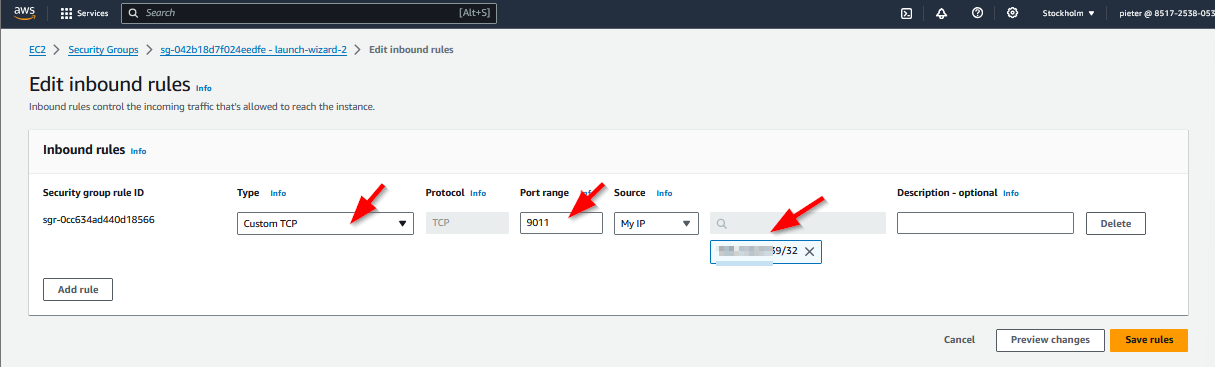 aws Services Search [Alt+S] Stockholm pieter @ 8517-2538-053
EC2 Security Groups sg-042b18d7f024eedfe - launch-wizard-2 Edit inbound rules
Edit inbound rules Info
Inbound rules control the incoming traffic that's allowed to reach the instance.
Inbound rules Info
Security group rule ID Type Info Protocol Info Port range Info Source Info Description - optional Info
sgr-0cc634ad440d18566 Custom TCP TCP 9011 My IP Delete
39/32
Add rule
Cancel Preview changes Save rules